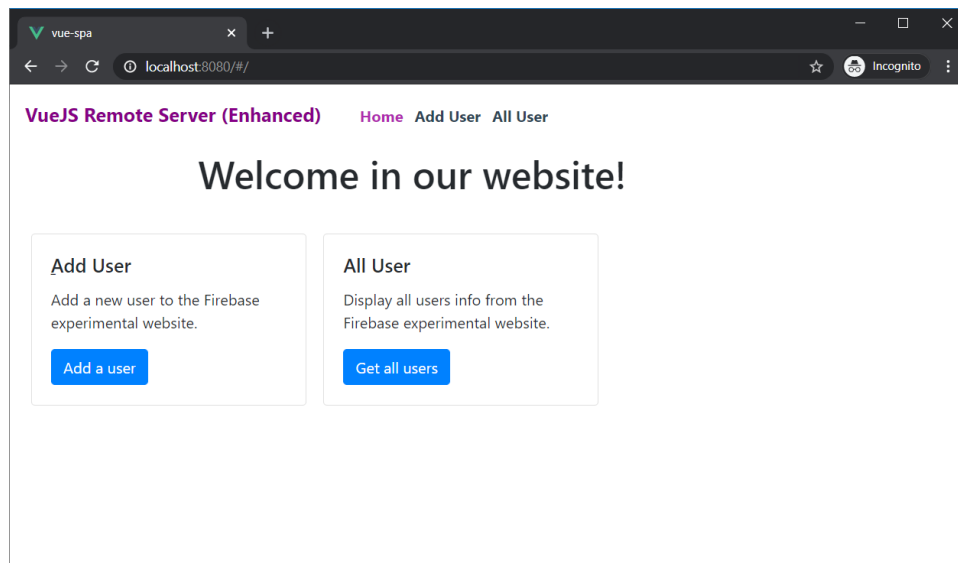 vue-spa
localhost:8080/#/
Incognito
VueJS Remote Server (Enhanced) Home Add User All User
Welcome in our website!
Add User
Add a new user to the Firebase
experimental website.
Add a user
All User
Display all users info from the
Firebase experimental website.
Get all users